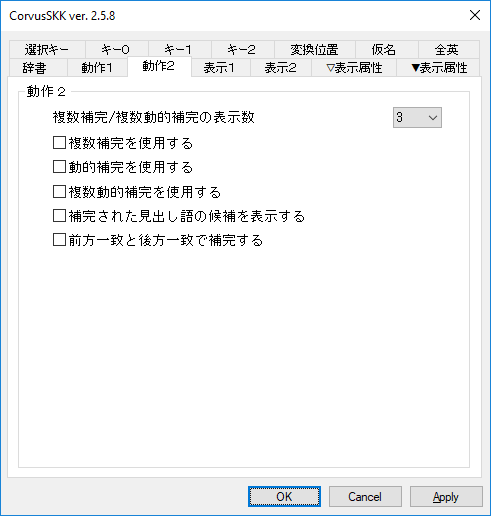 CorvusSKK ver. 2.5.8
選択キー キー0 キー1 キー2 変換位置 仮名 全英
辞書 動作1 動作2 表示1 表示2 ▽表示属性 ▼表示属性
動作２
複数補完/複数動的補完の表示数 3
複数補完を使用する
動的補完を使用する
複数動的補完を使用する
補完された見出し語の候補を表示する
前方一致と後方一致で補完する
OK Cancel Apply